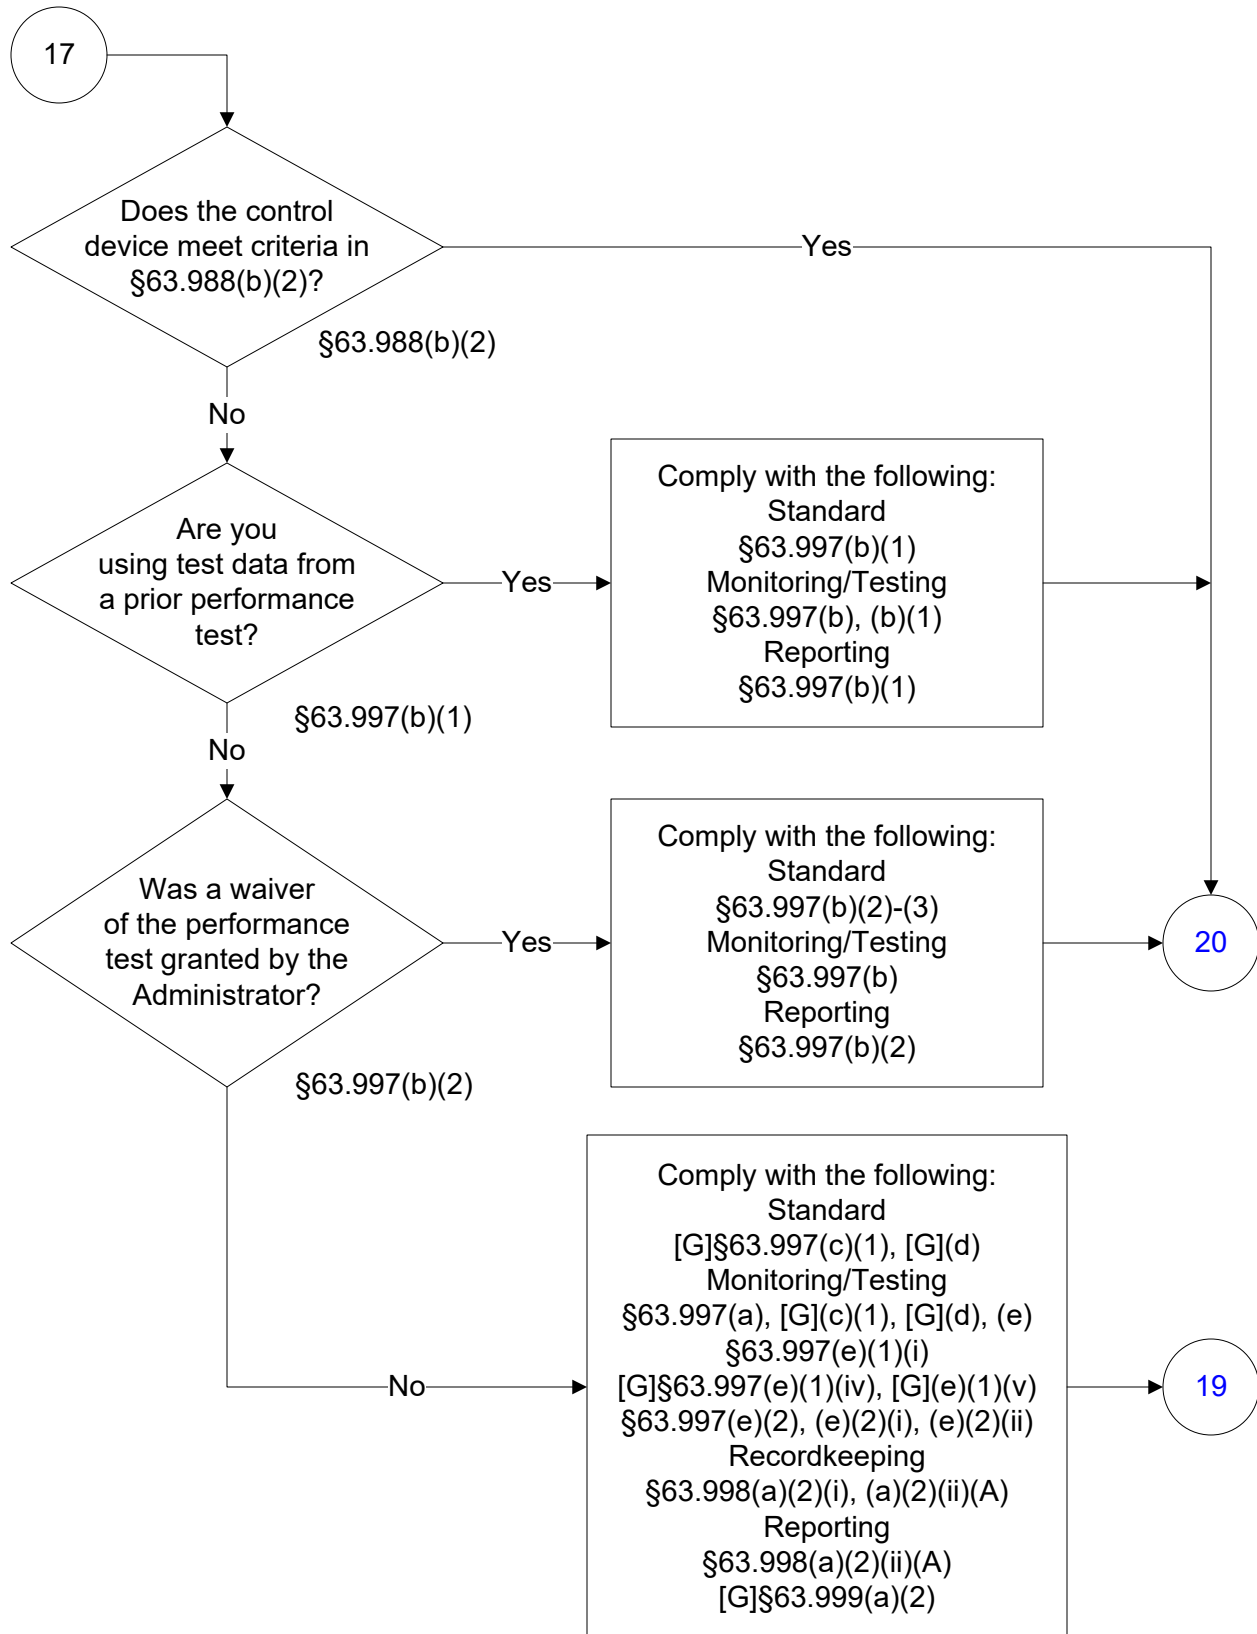 17
Does the control
device meet criteria in
§63.988(b)(2)?
Yes
§63.988(b)(2)
No
Are you
using test data from
a prior performance
test?
Yes
Comply with the following:
Standard
§63.997(b)(1)
Monitoring/Testing
§63.997(b), (b)(1)
Reporting
§63.997(b)(1)
§63.997(b)(1)
No
Was a waiver
of the performance
test granted by the
Administrator?
Yes
Comply with the following:
Standard
§63.997(b)(2)-(3)
Monitoring/Testing
§63.997(b)
Reporting
§63.997(b)(2)
20
§63.997(b)(2)
No
Comply with the following:
Standard
[G]§63.997(c)(1), [G](d)
Monitoring/Testing
§63.997(a), [G](c)(1), [G](d), (e)
§63.997(e)(1)(i)
[G]§63.997(e)(1)(iv), [G](e)(1)(v)
§63.997(e)(2), (e)(2)(i), (e)(2)(ii)
Recordkeeping
§63.998(a)(2)(i), (a)(2)(ii)(A)
Reporting
§63.998(a)(2)(ii)(A)
[G]§63.999(a)(2)
19